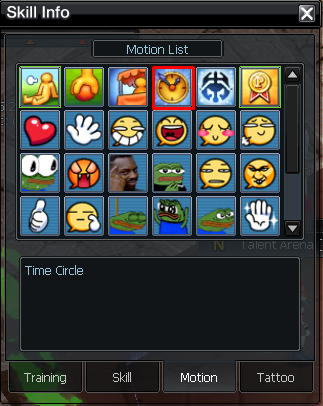 Skill Info
Motion List
N Talent Arena
Time Circle
Training
Skill
Motion
Tattoo